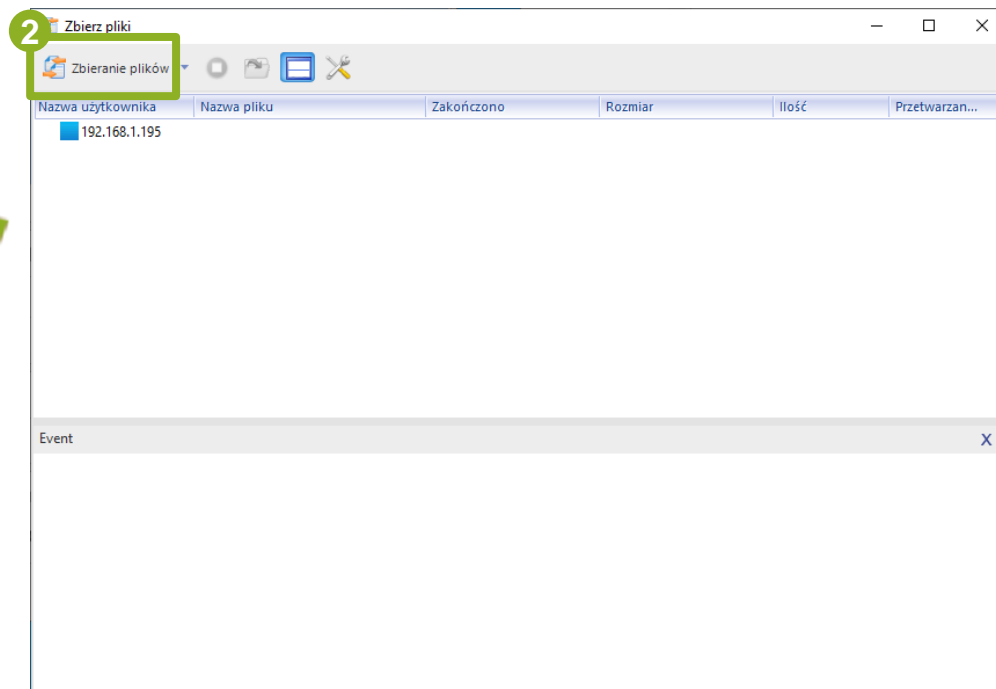 2
Zbierz pliki
Zbieranie plików
Nazwa użytkownika Nazwa pliku Zakończono Rozmiar Ilość Przetwarzan...
192.168.1.195
Event X